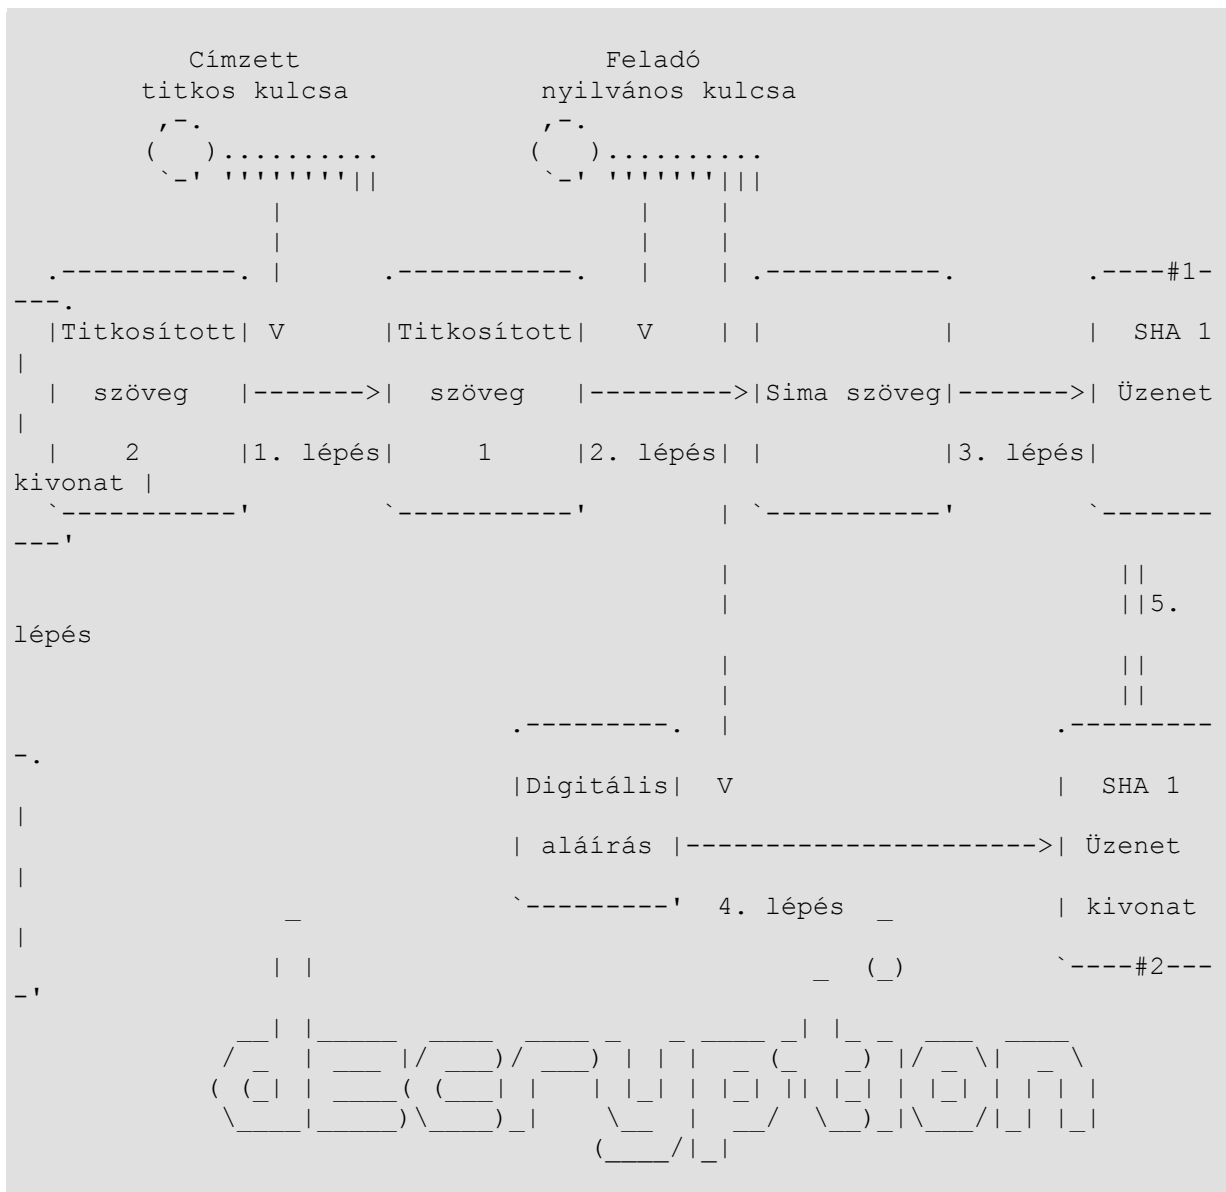 Címzett Feladó
titkos kulcsa nyilvános kulcsa
#1
Titkosított Titkosított SHA 1
szöveg szöveg Sima szöveg Üzenet
2 1. lépés 1 2. lépés 3. lépés
kivonat
5.
lépés
Digitális SHA 1
aláírás Üzenet
4. lépés kivonat
#2
decryption